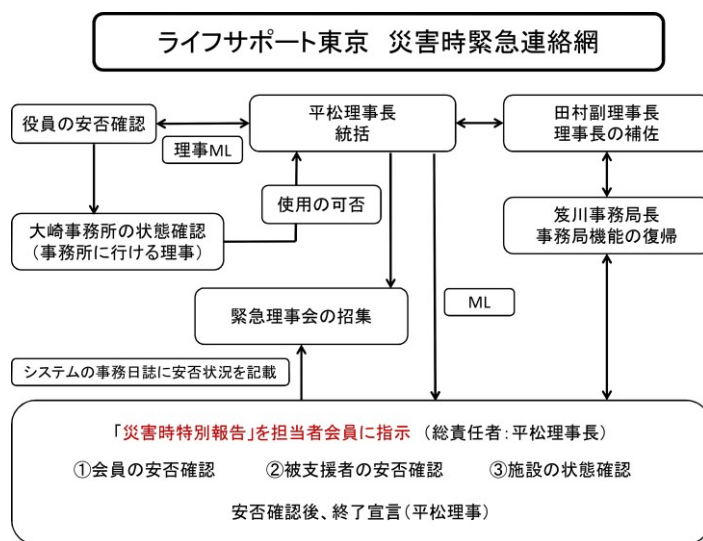 ライフサポート東京 災害時緊急連絡網
役員の安否確認
平松理事長
統括
田村副理事長
理事長の補佐
理事ML
使用の可否
大崎事務所の状態確認
（事務所に行ける理事）
笈川事務局長
事務局機能の復帰
緊急理事会の招集
ML
システムの事務日誌に安否状況を記載
「災害時特別報告」を担当者会員に指示 （総責任者：平松理事長）
①会員の安否確認 ②被支援者の安否確認 ③施設の状態確認
安否確認後、終了宣言（平松理事）